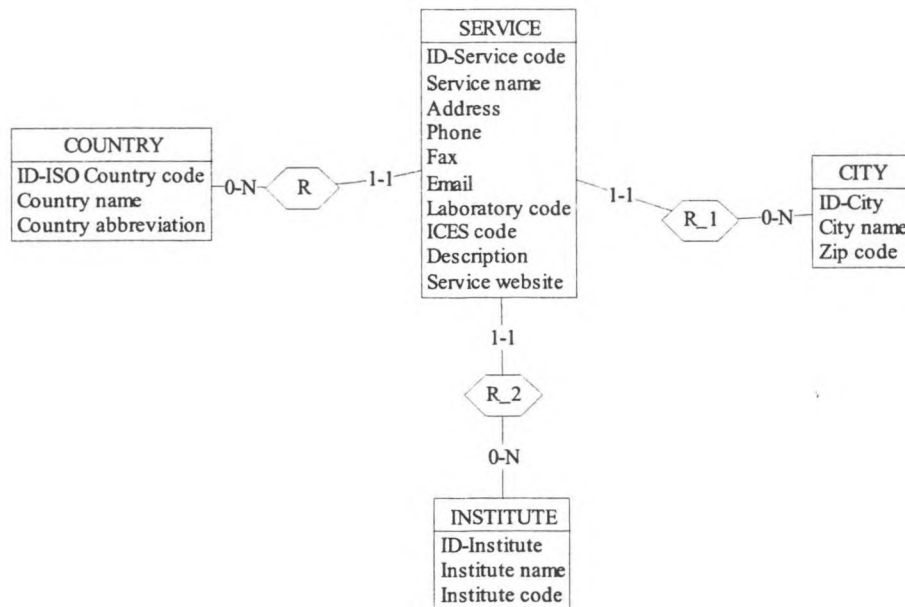 SERVICE
ID-Service code
Service name
Address
Phone
Fax
Email
Laboratory code
ICES code
Description
Service website
COUNTRY
ID-ISO Country code
Country name
Country abbreviation
0-N
R
1-1
1-1
R_1
0-N
CITY
ID-City
City name
Zip code
1-1
R_2
0-N
INSTITUTE
ID-Institute
Institute name
Institute code